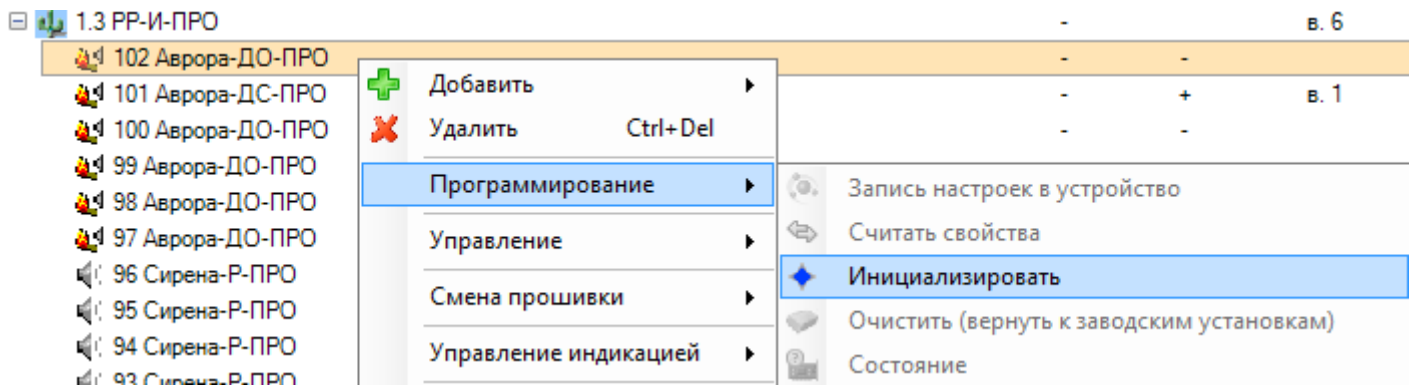 1.3 РР-И-ПРО - в. 6
102 Аврора-ДО-ПРО - -
101 Аврора-ДС-ПРО - + в. 1
100 Аврора-ДО-ПРО - -
99 Аврора-ДО-ПРО
98 Аврора-ДО-ПРО
97 Аврора-ДО-ПРО
96 Сирена-Р-ПРО
95 Сирена-Р-ПРО
94 Сирена-Р-ПРО
93 Сирена-Р-ПРО
Добавить
Удалить Ctrl+Del
Программирование
Управление
Смена прошивки
Управление индикацией
Запись настроек в устройство
Считать свойства
Инициализировать
Очистить (вернуть к заводским установкам)
Состояние